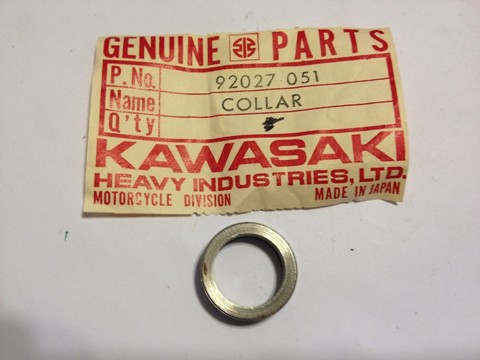 GENUINE PARTS
P.No. 92027 051
Name COLLAR
Q'ty
KAWASAKI
HEAVY INDUSTRIES, LTD.
MOTORCYCLE DIVISION MADE IN JAPAN